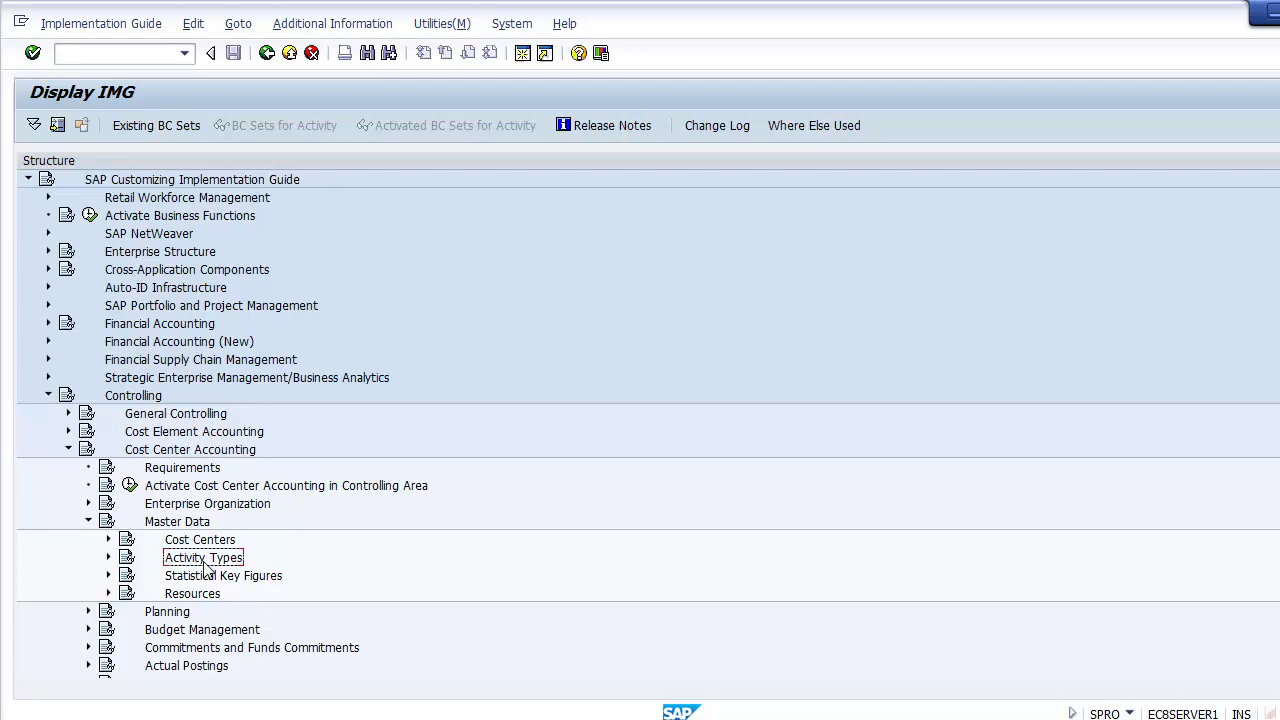 Implementation Guide Edit Goto Additional Information Utilities(M) System Help
Display IMG
Existing BC Sets BC Sets for Activity Activated BC Sets for Activity Release Notes Change Log Where Else Used
Structure
SAP Customizing Implementation Guide
Retail Workforce Management
Activate Business Functions
SAP NetWeaver
Enterprise Structure
Cross-Application Components
Auto-ID Infrastructure
SAP Portfolio and Project Management
Financial Accounting
Financial Accounting (New)
Financial Supply Chain Management
Strategic Enterprise Management/Business Analytics
Controlling
General Controlling
Cost Element Accounting
Cost Center Accounting
Requirements
Activate Cost Center Accounting in Controlling Area
Enterprise Organization
Master Data
Cost Centers
Activity Types
Statistical Key Figures
Resources
Planning
Budget Management
Commitments and Funds Commitments
Actual Postings
SAP SPRO EC8SERVER1 INS